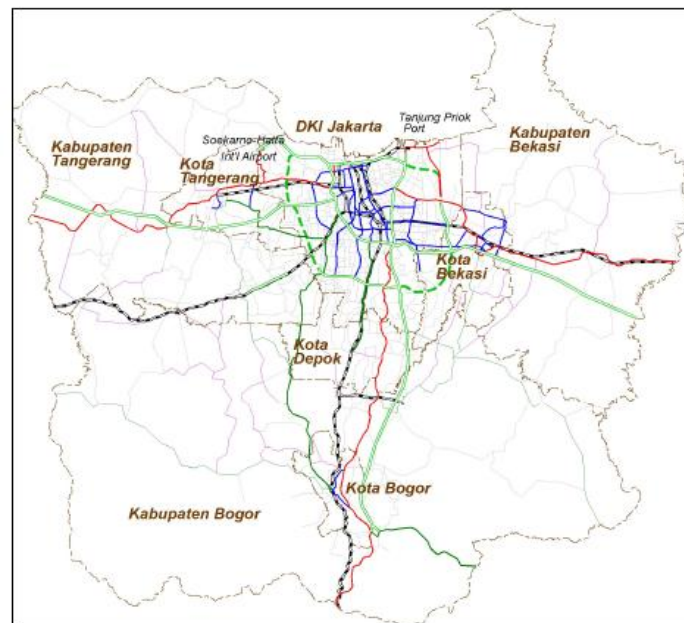 Tanjung Priok
Port
DKI Jakarta
Soekarno-Hatta
Int'l Airport
Kabupaten
Tangerang
Kota
Tangerang
Kabupaten
Bekasi
Kota
Bekasi
Kota
Depok
Kota Bogor
Kabupaten Bogor